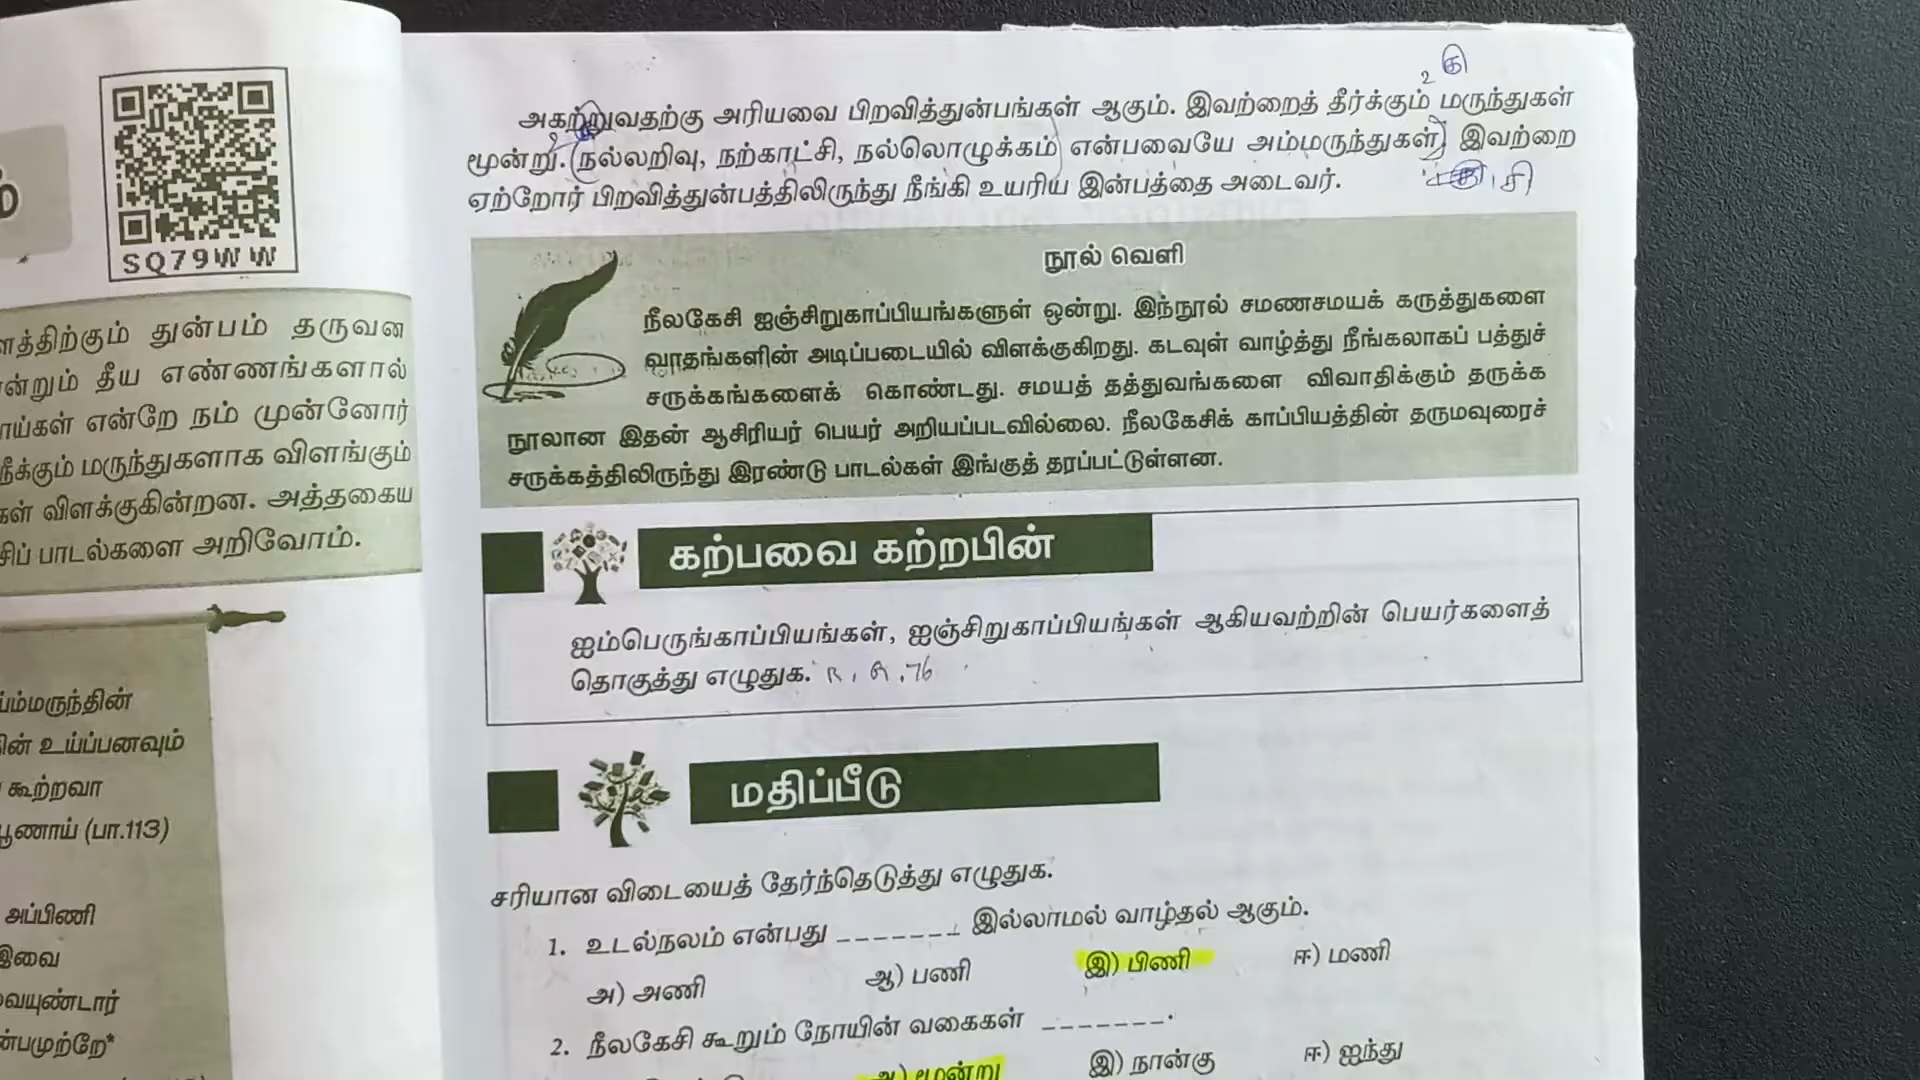 SQ79WW
துன்பம் தருவன
தீய எண்ணங்களால்
என்றே நம் முன்னோர்
மருந்துகளாக விளங்கும்
விளக்குகின்றன. அத்தகைய
பாடல்களை அறிவோம்.
உய்ப்பனவும்
கூற்றவா
(பா.113)
அப்பிணி
இவை
அகற்றுவதற்கு அரியவை பிறவித்துன்பங்கள் ஆகும். இவற்றைத் தீர்க்கும் மருந்துகள்
மூன்று. நல்லறிவு, நற்காட்சி, நல்லொழுக்கம் என்பவையே அம்மருந்துகள். இவற்றை
ஏற்றோர் பிறவித்துன்பத்திலிருந்து நீங்கி உயரிய இன்பத்தை அடைவர்.
நூல் வெளி
நீலகேசி ஐஞ்சிறுகாப்பியங்களுள் ஒன்று. இந்நூல் சமணசமயக் கருத்துகளை
வாதங்களின் அடிப்படையில் விளக்குகிறது. கடவுள் வாழ்த்து நீங்கலாகப் பத்துச்
சருக்கங்களைக் கொண்டது. சமயத் தத்துவங்களை விவாதிக்கும் தருக்க
நூலான இதன் ஆசிரியர் பெயர் அறியப்படவில்லை. நீலகேசிக் காப்பியத்தின் தருமவுரைச்
சருக்கத்திலிருந்து இரண்டு பாடல்கள் இங்குத் தரப்பட்டுள்ளன.
கற்பவை கற்றபின்
ஐம்பெருங்காப்பியங்கள், ஐஞ்சிறுகாப்பியங்கள் ஆகியவற்றின் பெயர்களைத்
தொகுத்து எழுதுக.
மதிப்பீடு
சரியான விடையைத் தேர்ந்தெடுத்து எழுதுக.
1. உடல்நலம் என்பது _______ இல்லாமல் வாழ்தல் ஆகும்.
அ) அணி ஆ) பணி இ) பிணி ஈ) மணி
2. நீலகேசி கூறும் நோயின் வகைகள் _______.
ஆ) மூன்று இ) நான்கு ஈ) ஐந்து